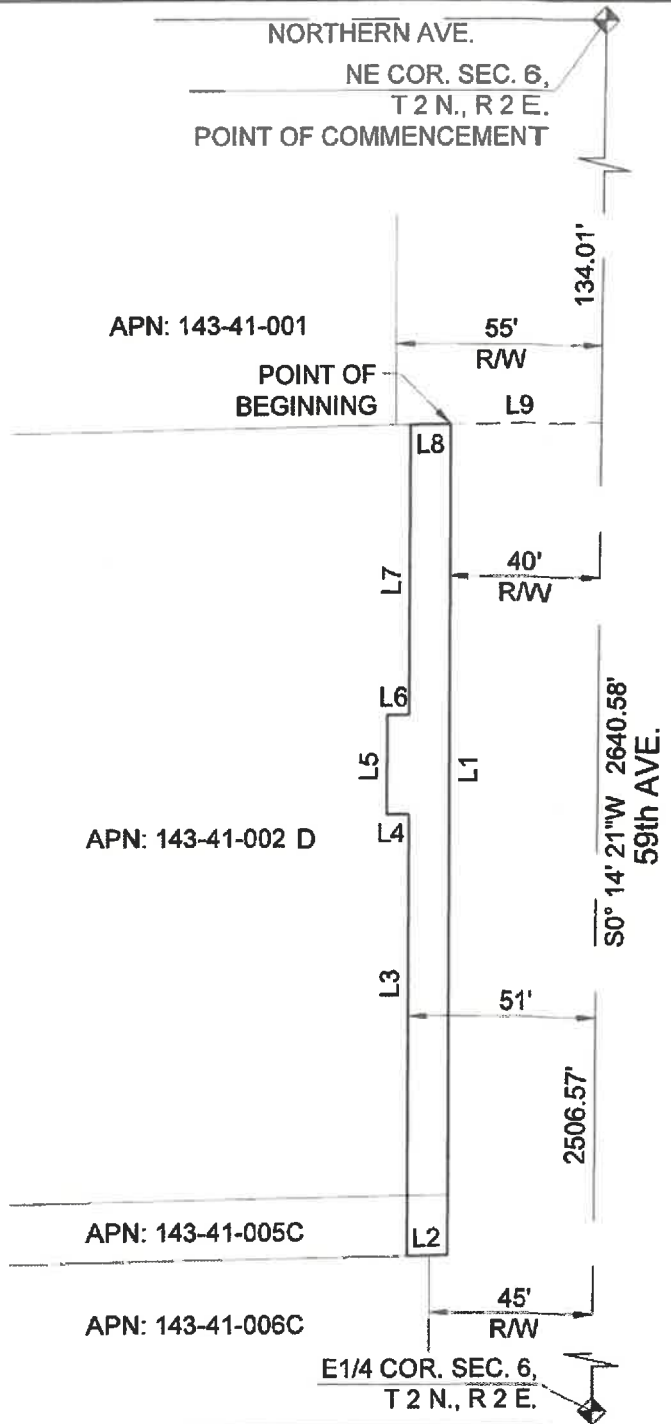 NORTHERN AVE.
NE COR. SEC. 6,
T 2 N., R 2 E.
POINT OF COMMENCEMENT
134.01'
APN: 143-41-001
55'
R/W
POINT OF
BEGINNING
L9
L8
40'
R/W
L7
L6
L5
L1
L4
S0° 14' 21"W 2640.58'
59th AVE.
APN: 143-41-002 D
L3
51'
2506.57'
APN: 143-41-005C
L2
APN: 143-41-006C
45'
R/W
E1/4 COR. SEC. 6,
T 2 N., R 2 E.